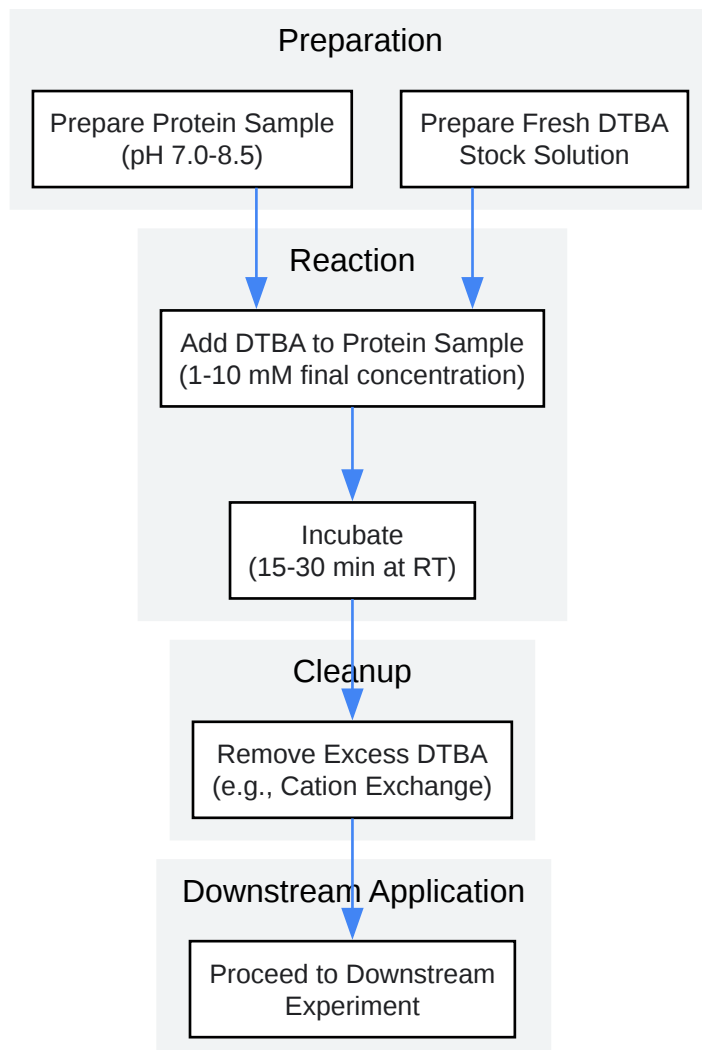 Preparation
Prepare Protein Sample
(pH 7.0-8.5)
Prepare Fresh DTBA
Stock Solution
Reaction
Add DTBA to Protein Sample
(1-10 mM final concentration)
Incubate
(15-30 min at RT)
Cleanup
Remove Excess DTBA
(e.g., Cation Exchange)
Downstream Application
Proceed to Downstream
Experiment